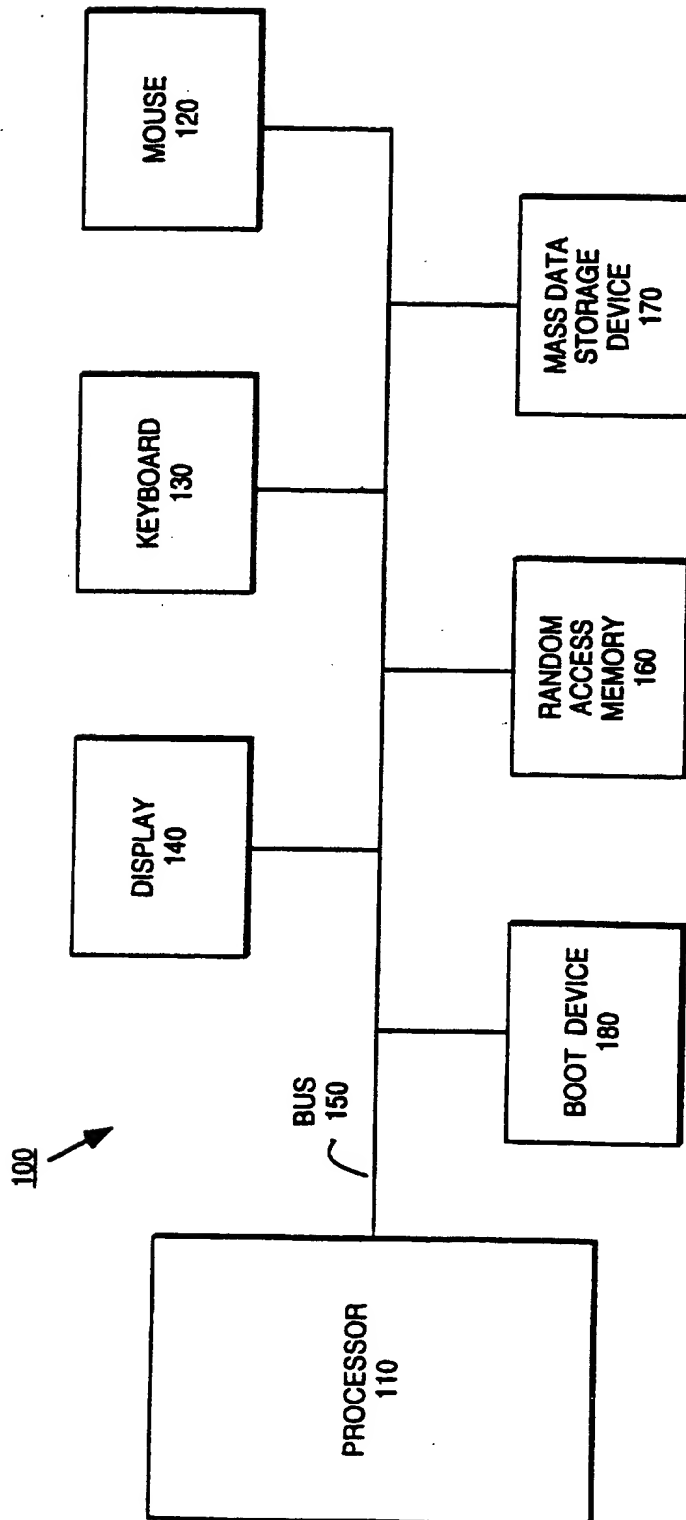 100
PROCESSOR
110
BUS
150
DISPLAY
140
KEYBOARD
130
MOUSE
120
BOOT DEVICE
180
RANDOM
ACCESS
MEMORY
160
MASS DATA
STORAGE
DEVICE
170